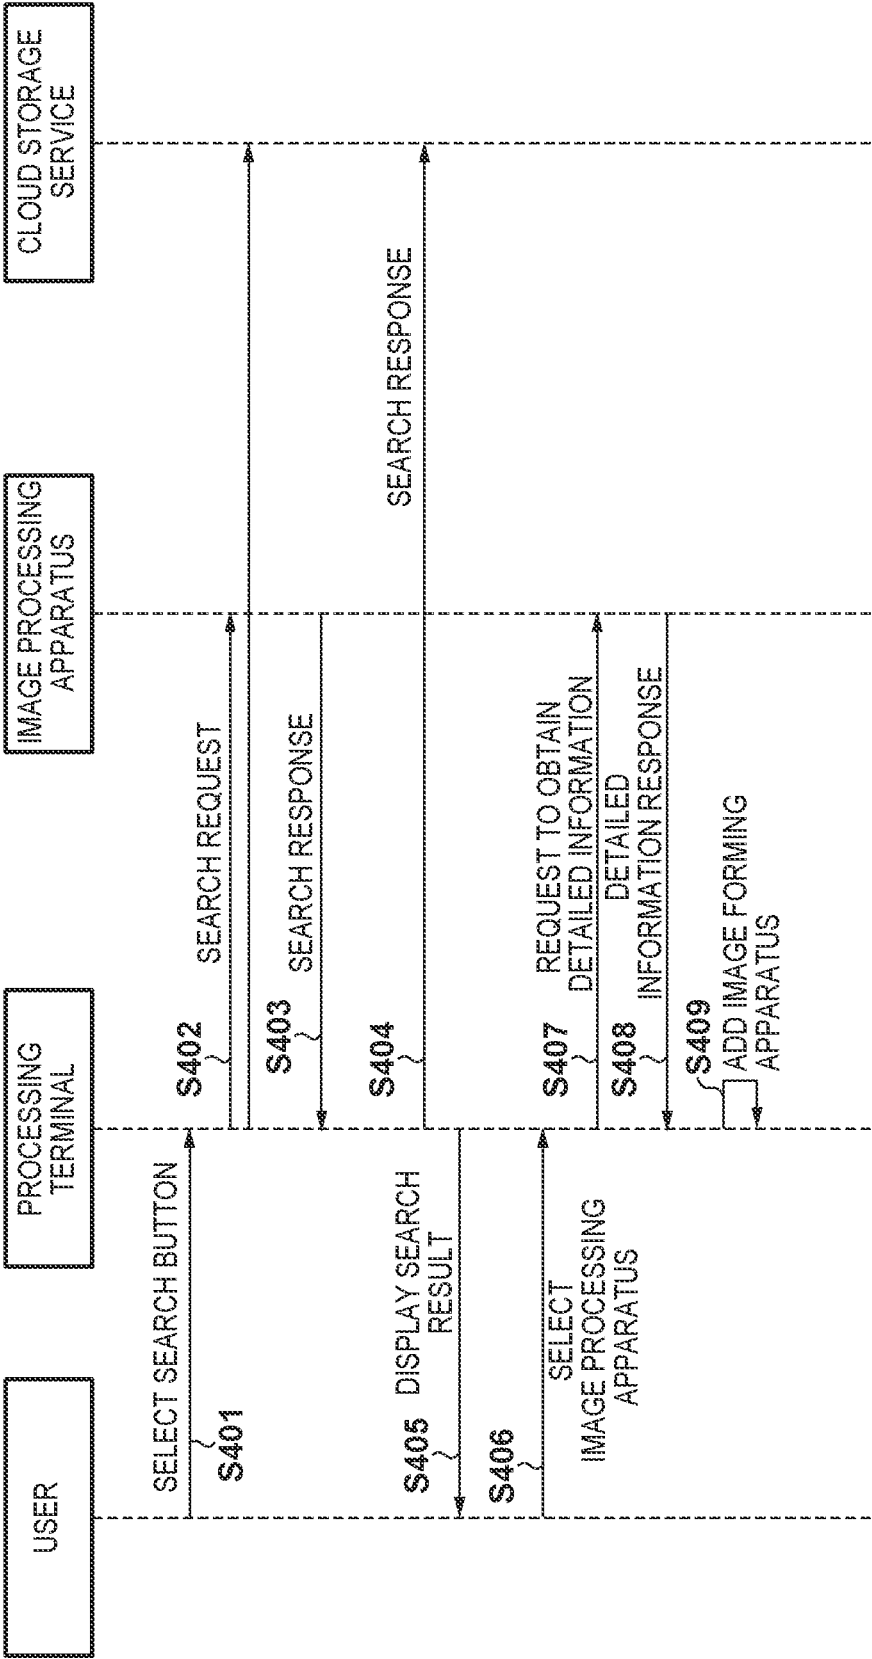 USER
PROCESSING
TERMINAL
IMAGE PROCESSING
APPARATUS
CLOUD STORAGE
SERVICE
SELECT SEARCH BUTTON
S401
S402
SEARCH REQUEST
S403
SEARCH RESPONSE
S404
SEARCH RESPONSE
DISPLAY SEARCH
RESULT
S405
S406
SELECT
IMAGE PROCESSING
APPARATUS
REQUEST TO OBTAIN
DETAILED INFORMATION
S407
DETAILED
INFORMATION RESPONSE
S408
S409
ADD IMAGE FORMING
APPARATUS